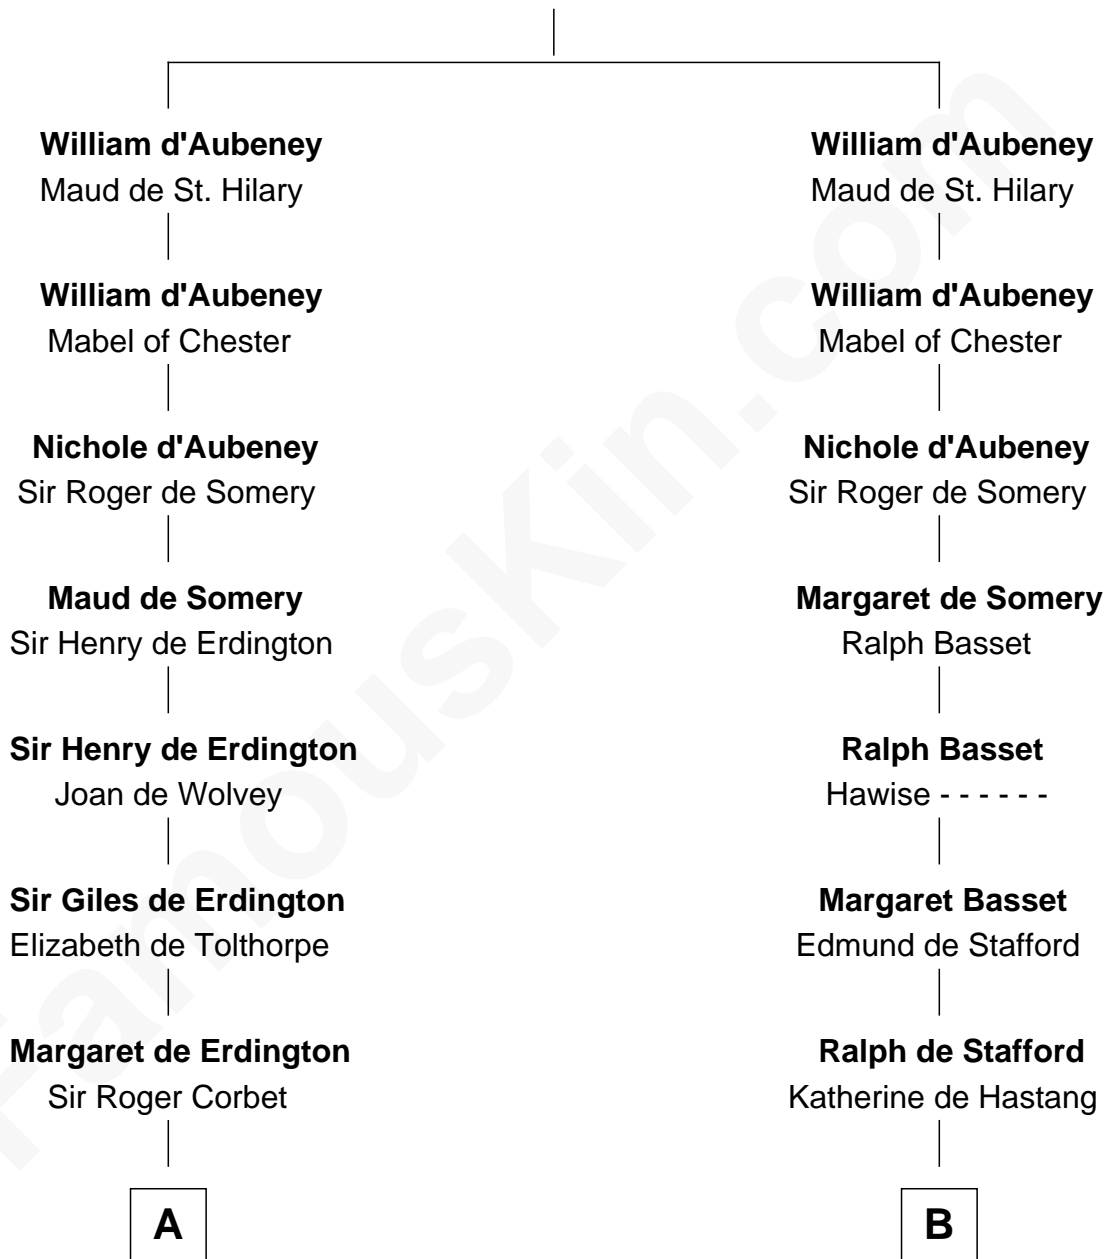 William d'Aubeney
Maud de St. Hilary
William d'Aubeney
Mabel of Chester
Nichole d'Aubeney
Sir Roger de Somery
Maud de Somery
Sir Henry de Erdington
Sir Henry de Erdington
Joan de Wolvey
Sir Giles de Erdington
Elizabeth de Tolthorpe
Margaret de Erdington
Sir Roger Corbet
A
William d'Aubeney
Maud de St. Hilary
William d'Aubeney
Mabel of Chester
Nichole d'Aubeney
Sir Roger de Somery
Margaret de Somery
Ralph Basset
Ralph Basset
Hawise - - - - - -
Margaret Basset
Edmund de Stafford
Ralph de Stafford
Katherine de Hastang
B
FamousKin.com